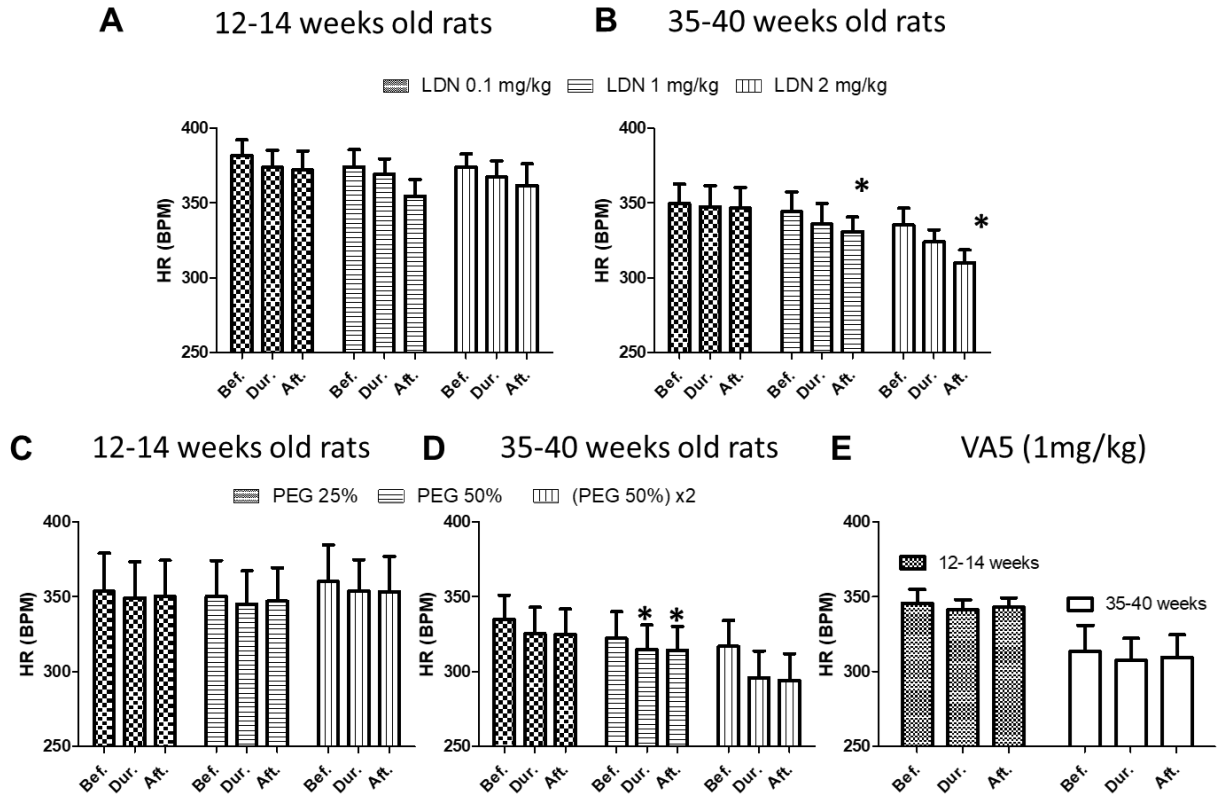 A 12-14 weeks old rats
B 35-40 weeks old rats
LDN 0.1 mg/kg LDN 1 mg/kg LDN 2 mg/kg
HR (BPM)
400
350
300
250
Bef. Dur. Aft. Bef. Dur. Aft. Bef. Dur. Aft.
HR (BPM)
400
350
300
250
* *
Bef. Dur. Aft. Bef. Dur. Aft. Bef. Dur. Aft.
C 12-14 weeks old rats
D 35-40 weeks old rats
E VA5 (1mg/kg)
PEG 25% PEG 50% (PEG 50%) x2
HR (BPM)
400
350
300
250
Bef. Dur. Aft. Bef. Dur. Aft. Bef. Dur. Aft.
HR (BPM)
400
350
300
250
* *
Bef. Dur. Aft. Bef. Dur. Aft. Bef. Dur. Aft.
HR (BPM)
400
350
300
250
12-14 weeks
35-40 weeks
Bef. Dur. Aft. Bef. Dur. Aft.